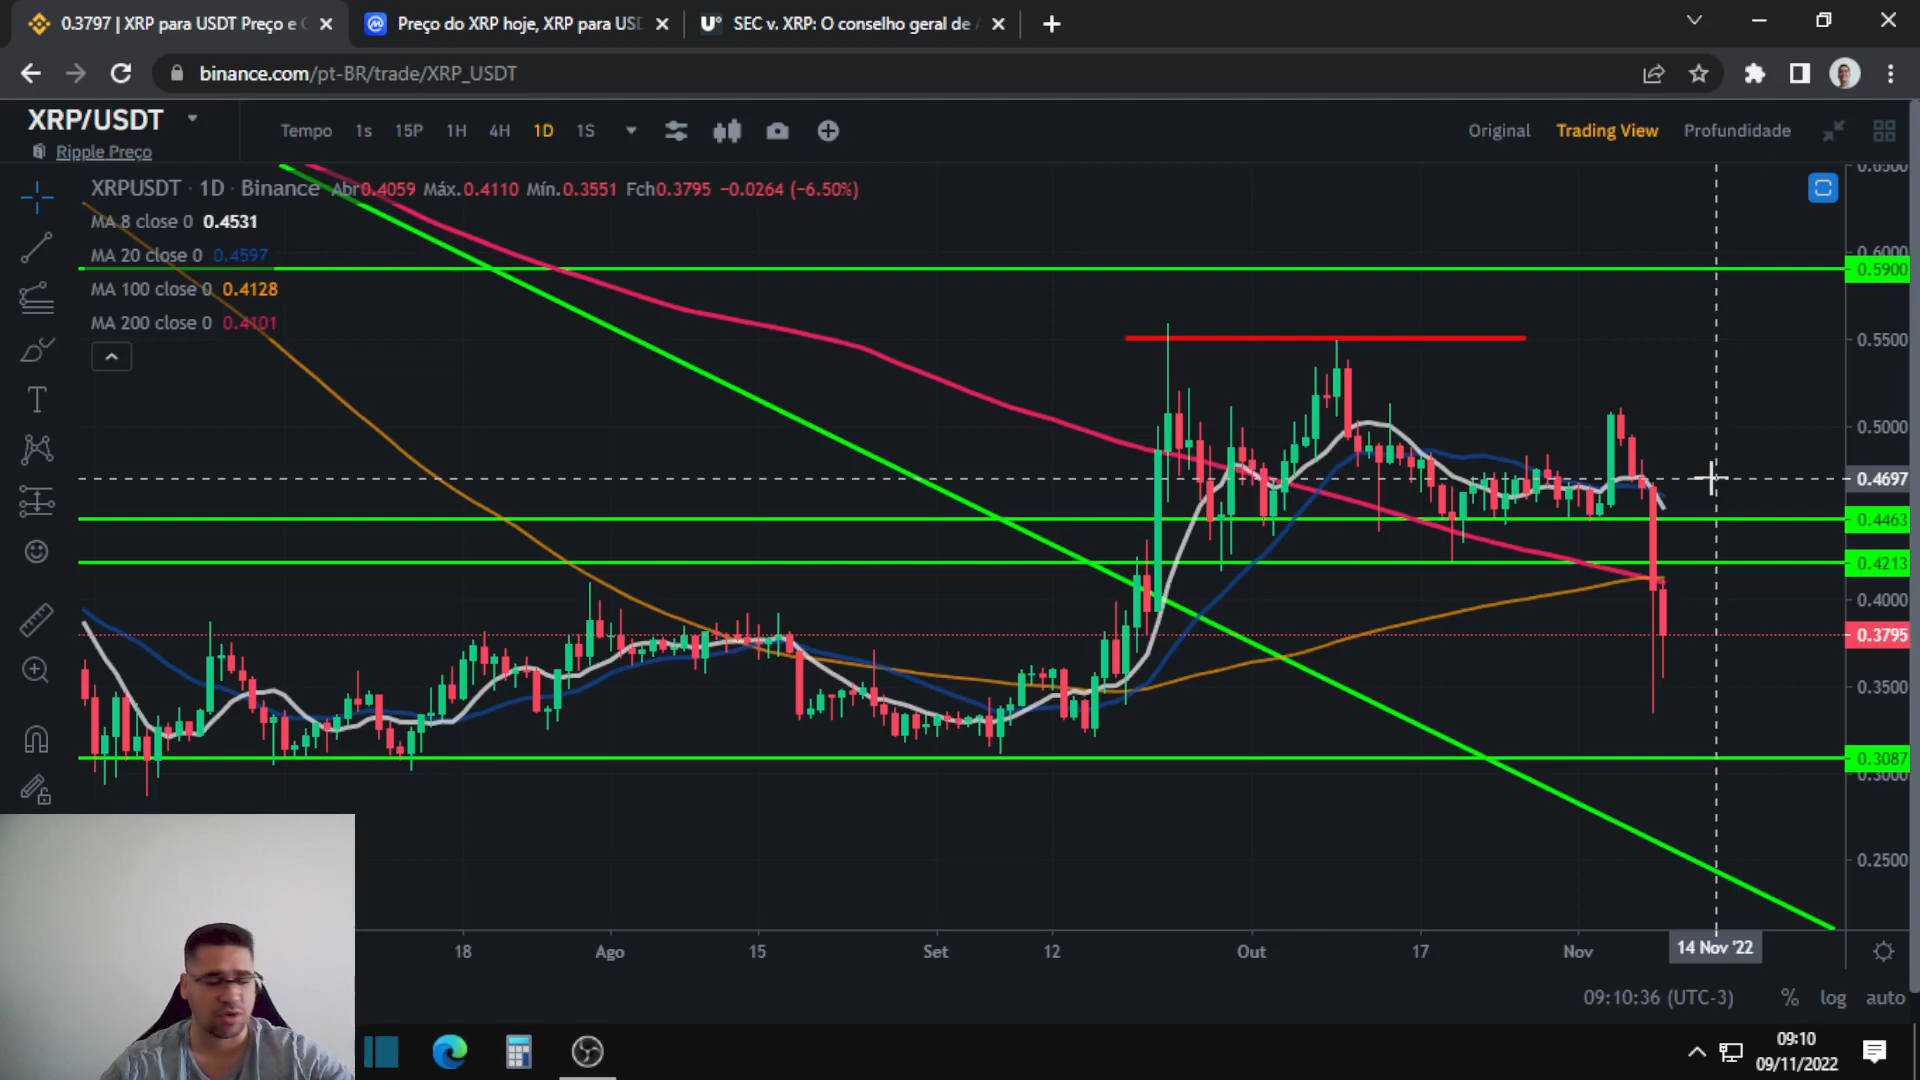 0.3797 | XRP para USDT Preço e
Preço do XRP hoje, XRP para USD
SEC v. XRP: O conselho geral de
binance.com/pt-BR/trade/XRP_USDT
XRP/USDT
Ripple Preço
Tempo 1s 15P 1H 4H 1D 1S
Original Trading View Profundidade
XRPUSDT · 1D · Binance Abr0.4059 Máx.0.4110 Mín.0.3551 Fch0.3795 −0.0264 (−6.50%)
MA 8 close 0 0.4531
MA 20 close 0 0.4597
MA 100 close 0 0.4128
MA 200 close 0 0.4101
0.6500
0.6000
0.5900
0.5500
0.5000
0.4697
0.4463
0.4213
0.4000
0.3795
0.3500
0.3087
0.3000
0.2500
18 Ago 15 Set 12 Out 17 Nov 14 Nov '22
09:10:36 (UTC-3) % log auto
09:10
09/11/2022